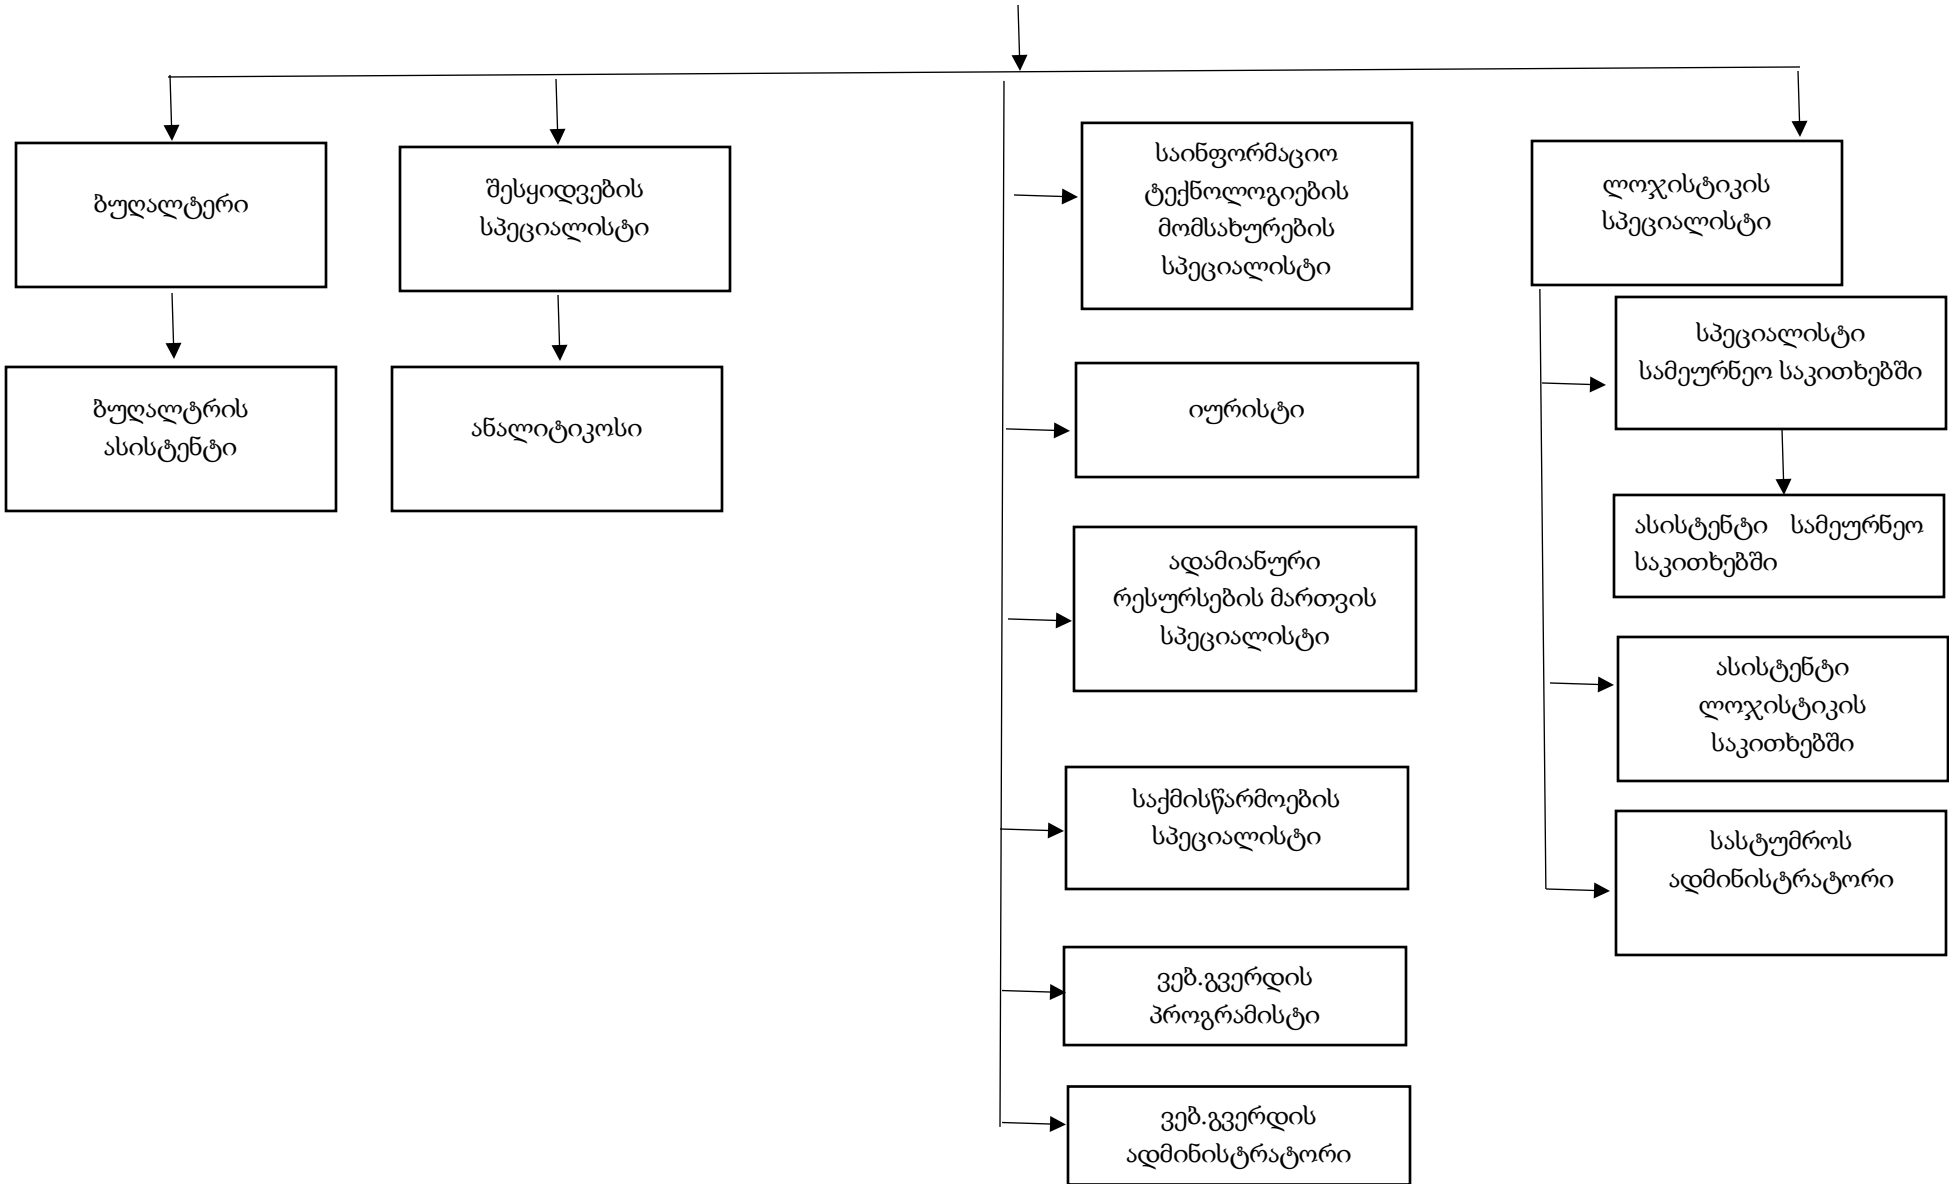 ბუღალტერი
ბუღალტრის
ასისტენტი
შესყიდვების
სპეციალისტი
ანალიტიკოსი
საინფორმაციო
ტექნოლოგიების
მომსახურების
სპეციალისტი
იურისტი
ადამიანური
რესურსების მართვის
სპეციალისტი
საქმისწარმოების
სპეციალისტი
ვებ.გვერდის
პროგრამისტი
ვებ.გვერდის
ადმინისტრატორი
ლოჯისტიკის
სპეციალისტი
სპეციალისტი
სამეურნეო საკითხებში
ასისტენტი სამეურნეო
საკითხებში
ასისტენტი
ლოჯისტიკის
საკითხებში
სასტუმროს
ადმინისტრატორი